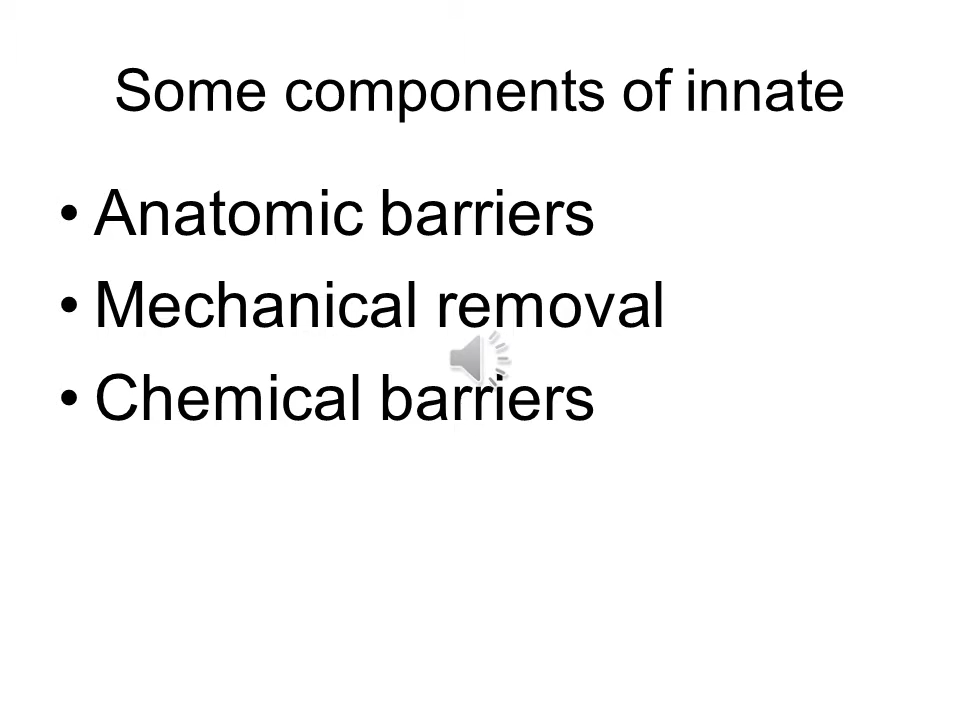 Some components of innate
• Anatomic barriers
• Mechanical removal
• Chemical barriers